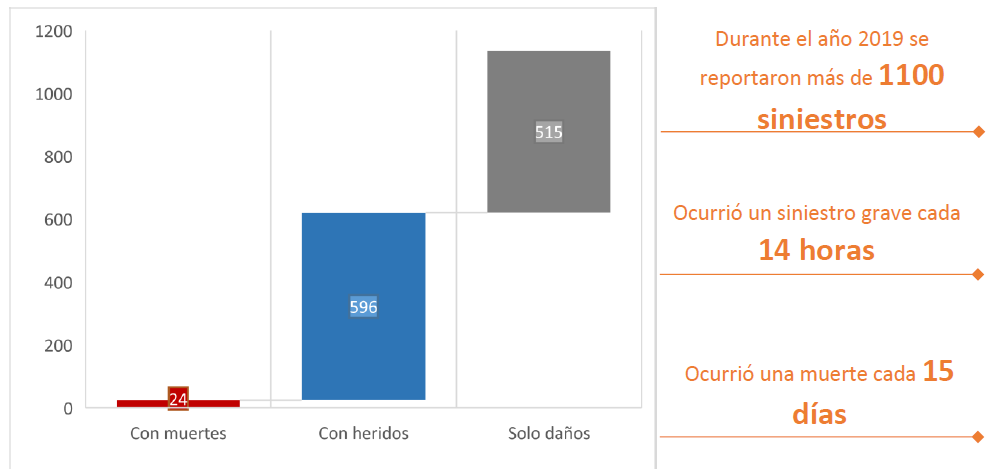 1200
1000
800
600
400
200
0
24
596
515
Con muertes
Con heridos
Solo daños
Durante el año 2019 se
reportaron más de 1100
siniestros
Ocurrió un siniestro grave cada
14 horas
Ocurrió una muerte cada 15
días